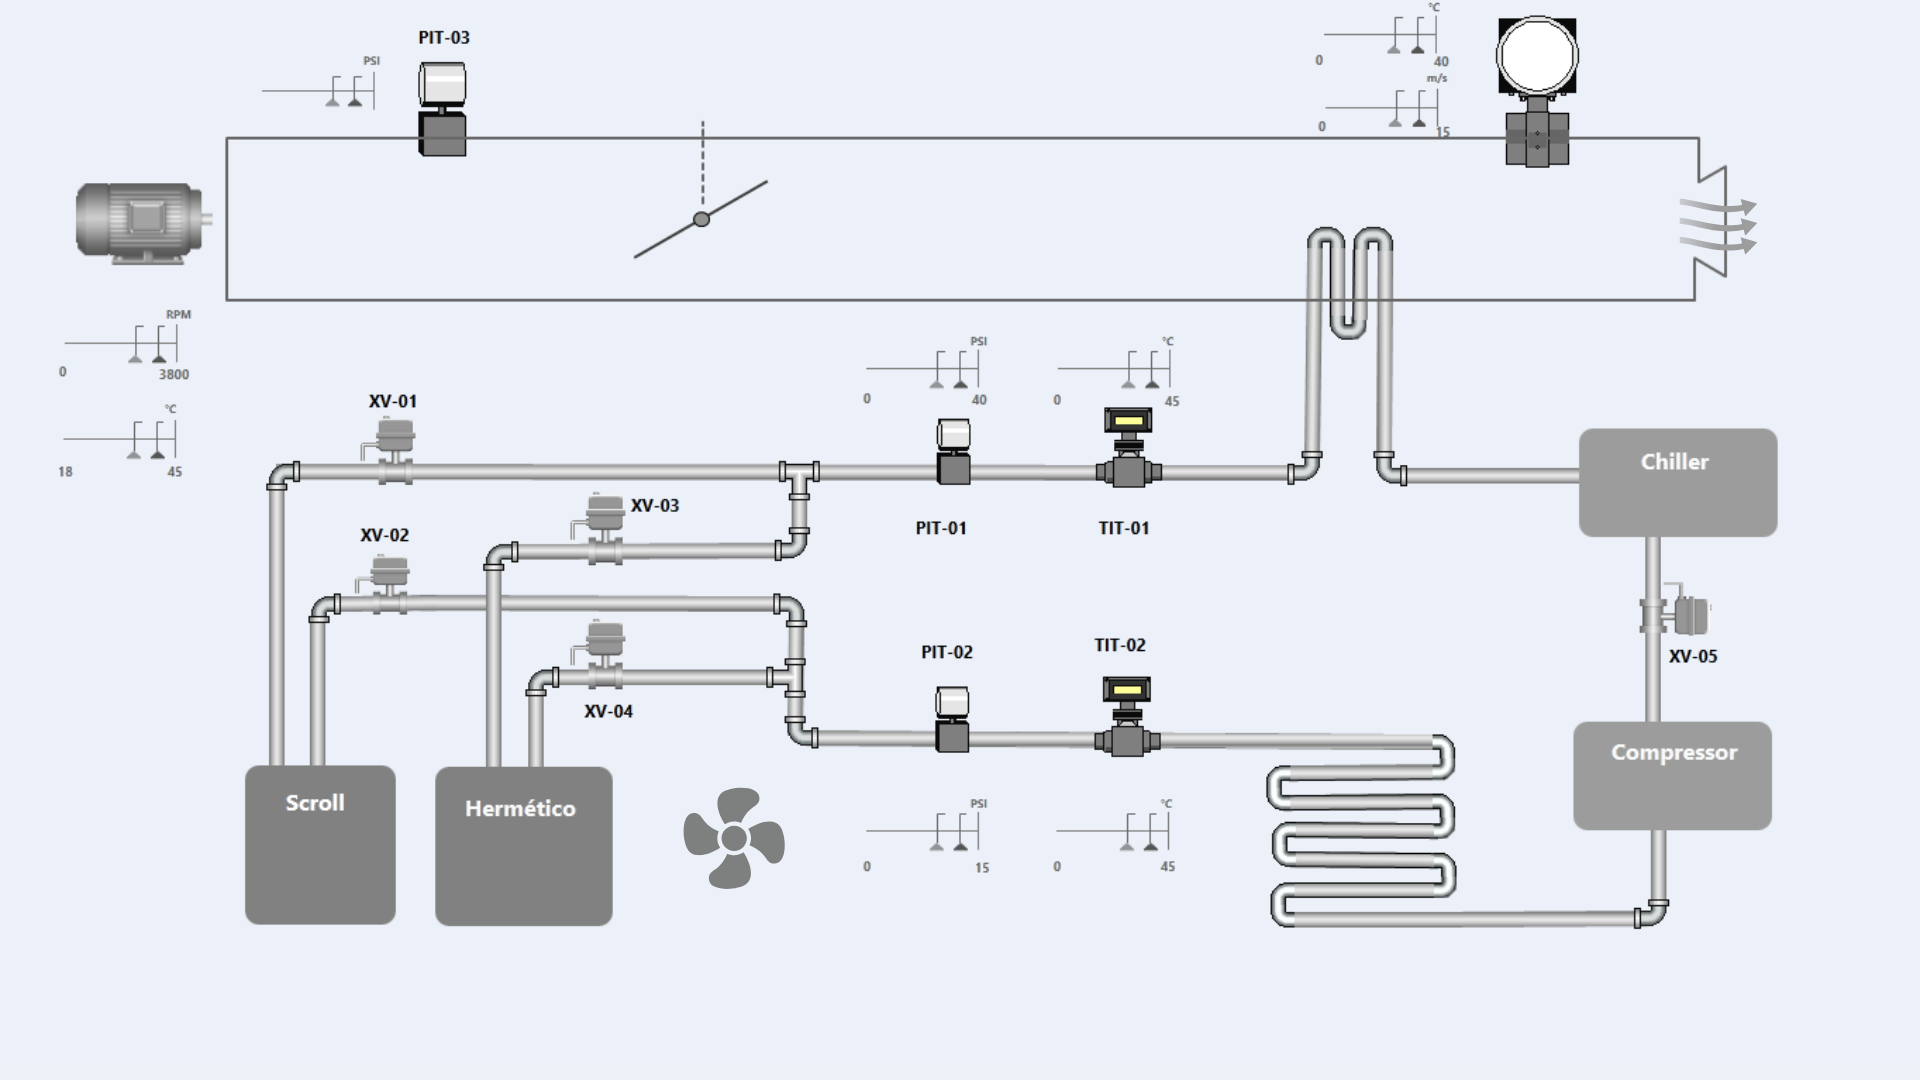 °C
PIT-03
PSI
0
40
m/s
0
15
RPM
0
3800
PSI
0
40
°C
0
45
°C
18
45
XV-01
XV-03
XV-02
PIT-01
TIT-01
Chiller
PIT-02
TIT-02
XV-05
XV-04
Compressor
Scroll
Hermético
PSI
0
15
°C
0
45